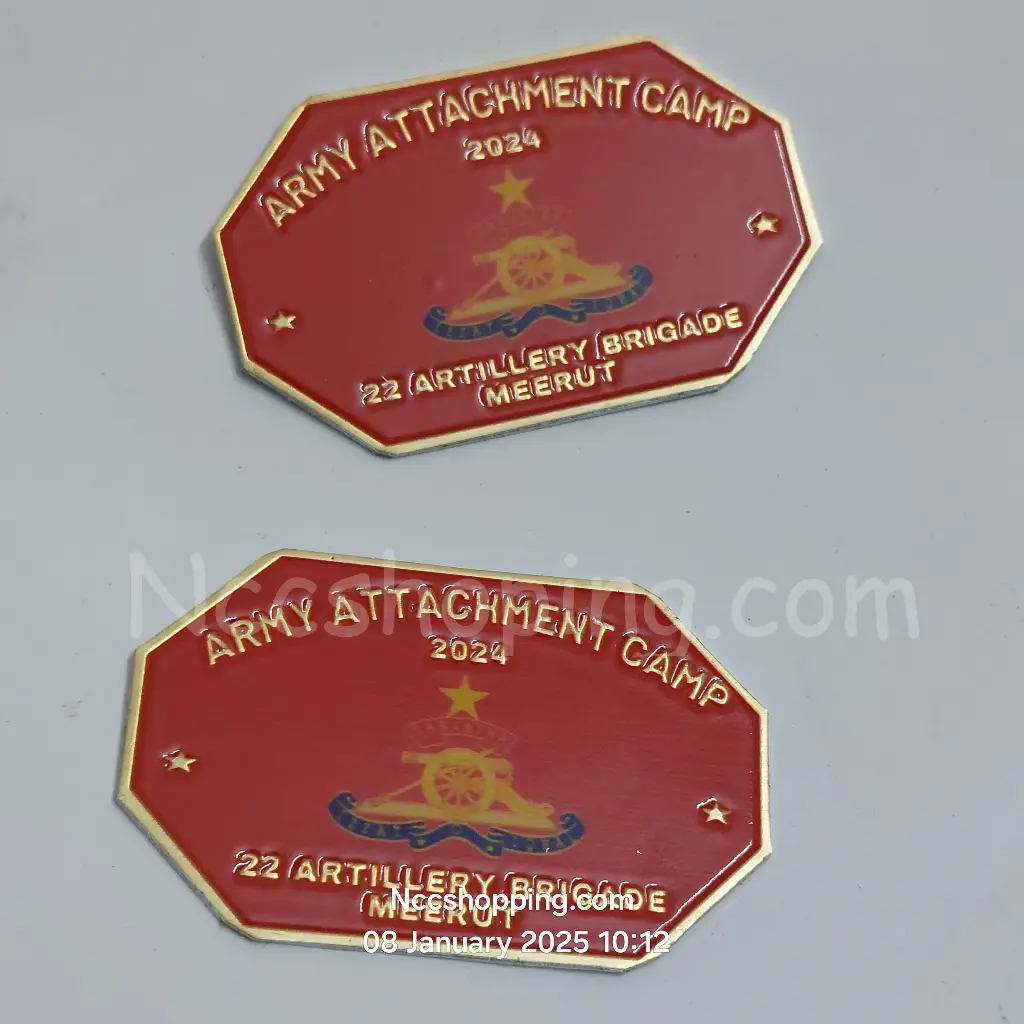 ARMY ATTACHMENT CAMP
2024
22 ARTILLERY BRIGADE
MEERUT
Nccshoping.com
ARMY ATTACHMENT CAMP
2024
22 ARTILLERY BRIGADE
MEERUT
Nccshopping.com
08 January 2025 10:12